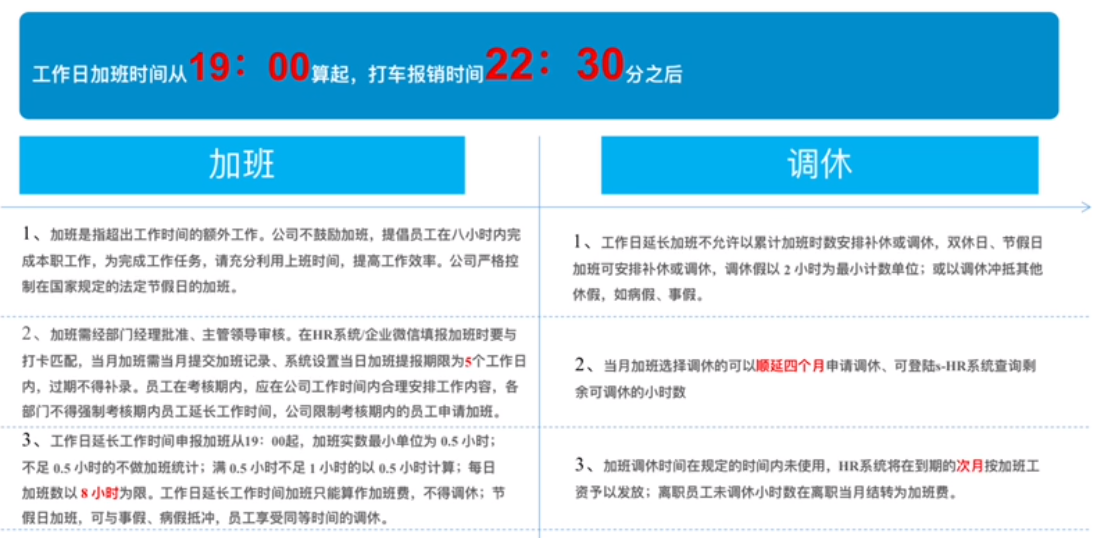 工作日加班时间从19：00算起，打车报销时间22：30分之后
加班
1、加班是指超出工作时间的额外工作。公司不鼓励加班，提倡员工在八小时内完
成本职工作，为完成工作任务，请充分利用上班时间，提高工作效率。公司严格控
制在国家规定的法定节假日的加班。
2、加班需经部门经理批准、主管领导审核。在HR系统/企业微信填报加班时要与
打卡匹配，当月加班需当月提交加班记录、系统设置当日加班提报期限为5个工作日
内，过期不得补录。员工在考核期内，应在公司工作时间内合理安排工作内容，各
部门不得强制考核期内员工延长工作时间，公司限制考核期内的员工申请加班。
3、工作日延长工作时间申报加班从19：00起，加班实数最小单位为 0.5 小时；
不足 0.5 小时的不做加班统计；满 0.5 小时不足 1 小时的以 0.5 小时计算；每日
加班数以 8 小时为限。工作日延长工作时间加班只能算作加班费，不得调休；节
假日加班，可与事假、病假抵冲，员工享受同等时间的调休。
调休
1、工作日延长加班不允许以累计加班时数安排补休或调休，双休日、节假日
加班可安排补休或调休，调休假以 2 小时为最小计数单位；或以调休冲抵其他
休假，如病假、事假。
2、当月加班选择调休的可以顺延四个月申请调休、可登陆s-HR系统查询剩
余可调休的小时数
3、加班调休时间在规定的时间内未使用，HR系统将在到期的次月按加班工
资予以发放；离职员工未调休小时数在离职当月结转为加班费。